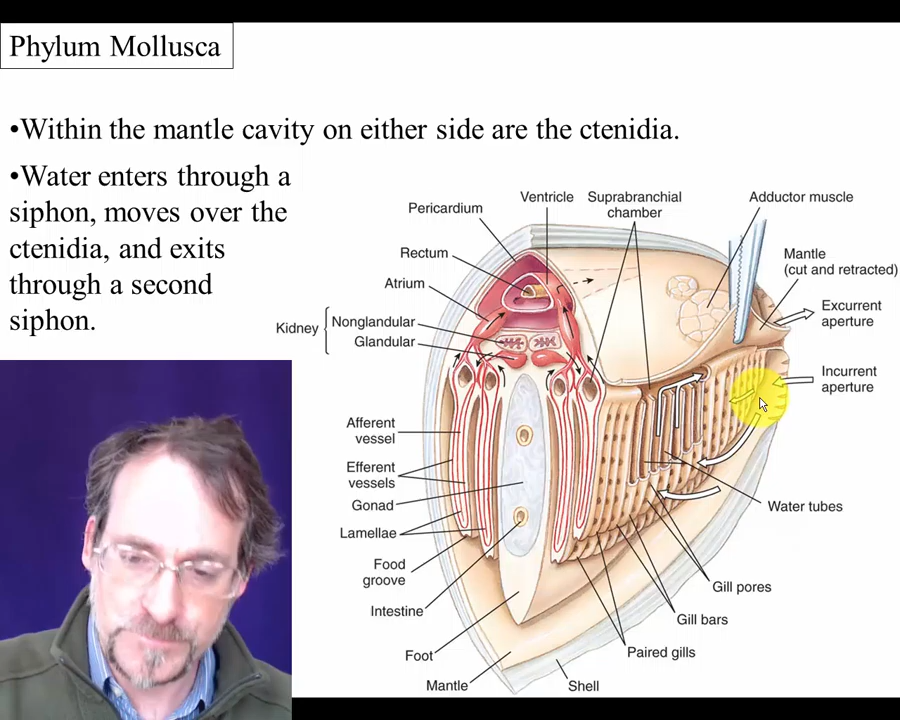 Phylum Mollusca
•Within the mantle cavity on either side are the ctenidia.
•Water enters through a
siphon, moves over the
ctenidia, and exits
through a second
siphon.
Pericardium
Ventricle
Suprabranchial
chamber
Adductor muscle
Rectum
Mantle
(cut and retracted)
Atrium
Excurrent
aperture
Kidney
Nonglandular
Glandular
Incurrent
aperture
Afferent
vessel
Efferent
vessels
Gonad
Water tubes
Lamellae
Food
groove
Gill pores
Intestine
Gill bars
Paired gills
Foot
Mantle
Shell